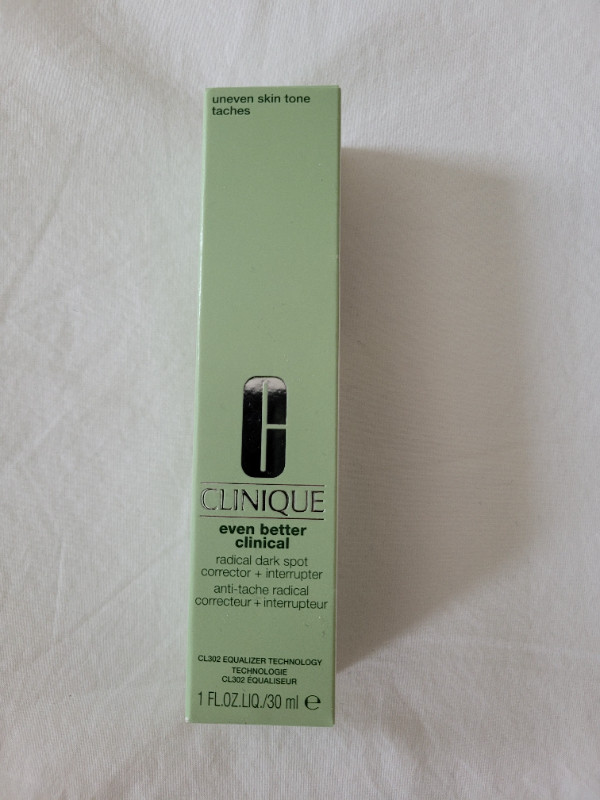 uneven skin tone
taches
CLINIQUE
even better
clinical
radical dark spot
corrector + interrupter
anti-tache radical
correcteur + interrupteur
CL302 EQUALIZER TECHNOLOGY
TECHNOLOGIE
CL302 ÉQUALISEUR
1 FL.OZ.LIQ./30 ml ℮